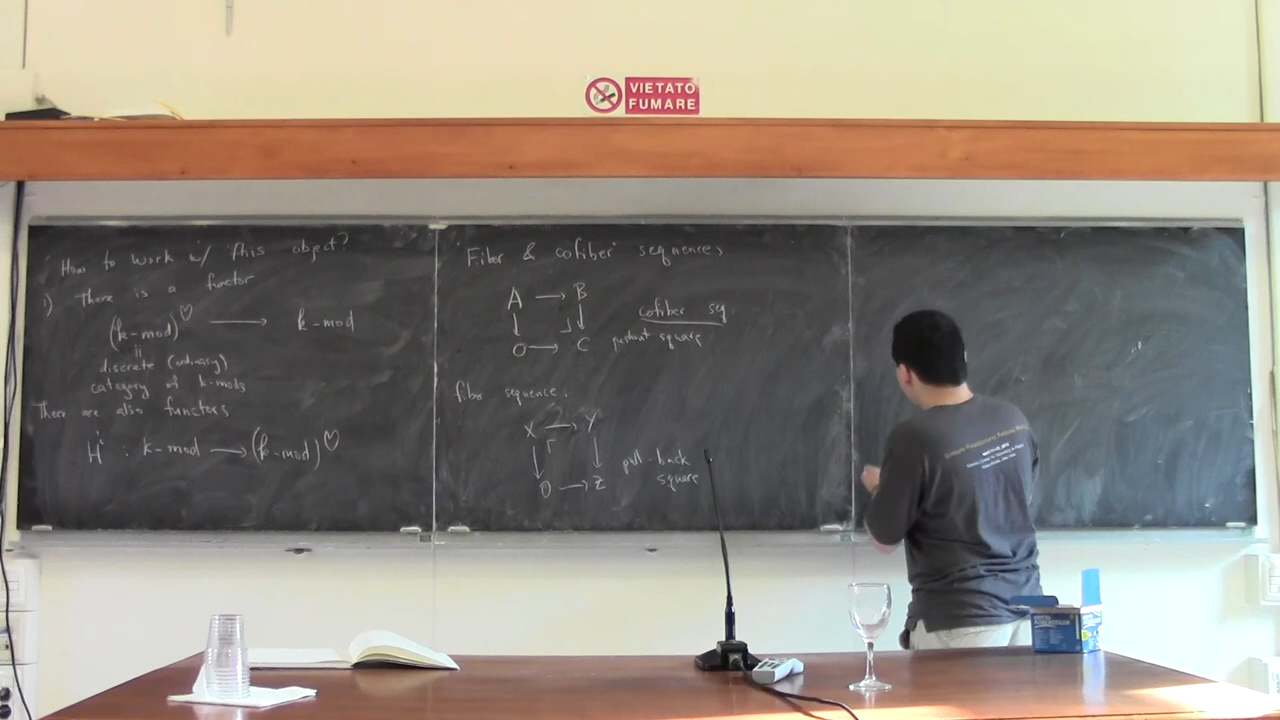 VIETATO
FUMARE
How to work w/ this object?
1) There is a functor
(k-mod)♡ → k-mod
discrete (ordinary)
category of k-mods
There are also functors
Hⁱ : k-mod → (k-mod)♡
Fiber & cofiber sequences
A → B
↓ ↓
0 → C
cofiber seq.
pushout square
fiber sequence.
X → Y
↓ ↓
0 → Z
pull-back
square